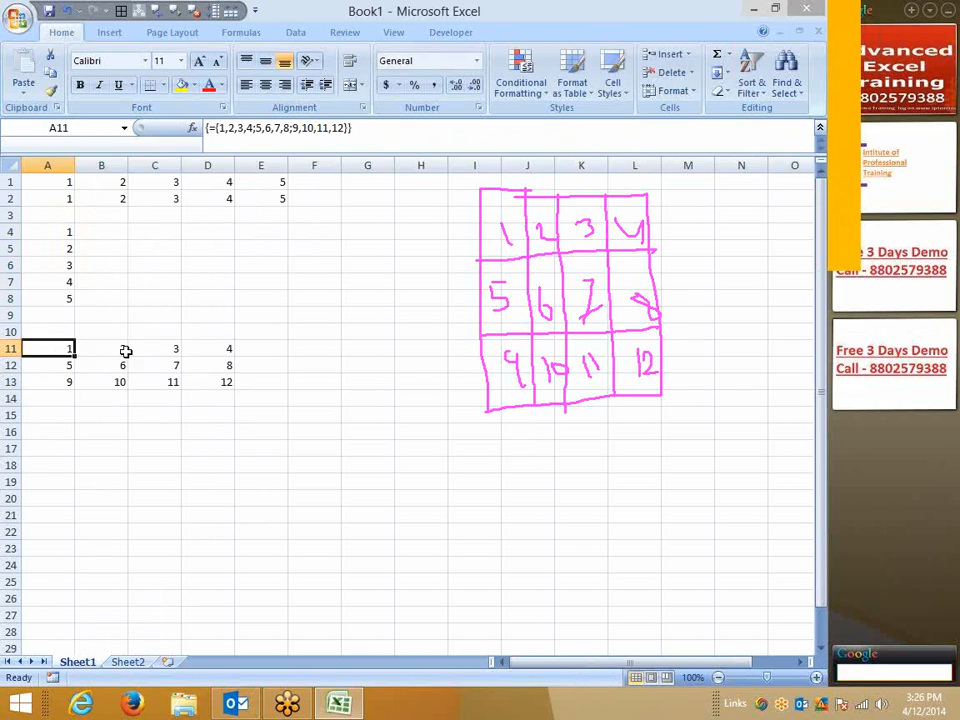 Book1 - Microsoft Excel
Home Insert Page Layout Formulas Data Review View Developer
Paste
Clipboard
Calibri 11
B I U
Font
Alignment
General
$ % ,
Number
Conditional Formatting
Format as Table
Cell Styles
Styles
Insert
Delete
Format
Cells
Sort & Filter
Find & Select
Editing
A11 fx {={1,2,3,4;5,6,7,8;9,10,11,12}}
A B C D E F G H I J K L M N O
1 1 2 3 4 5
2 1 2 3 4 5
3
4 1
5 2
6 3
7 4
8 5
9
10
11 1 2 3 4
12 5 6 7 8
13 9 10 11 12
14
15
16
17
18
19
20
21
22
23
24
25
26
27
28
29
1 2 3 4
5 6 7 8
9 10 11 12
Sheet1 Sheet2
Ready
100%
Advanced
Excel
Training
8802579388
Intitute of
Professional
Training
Free 3 Days Demo
Call - 8802579388
Free 3 Days Demo
Call - 8802579388
Google
Links
3:26 PM
4/12/2014